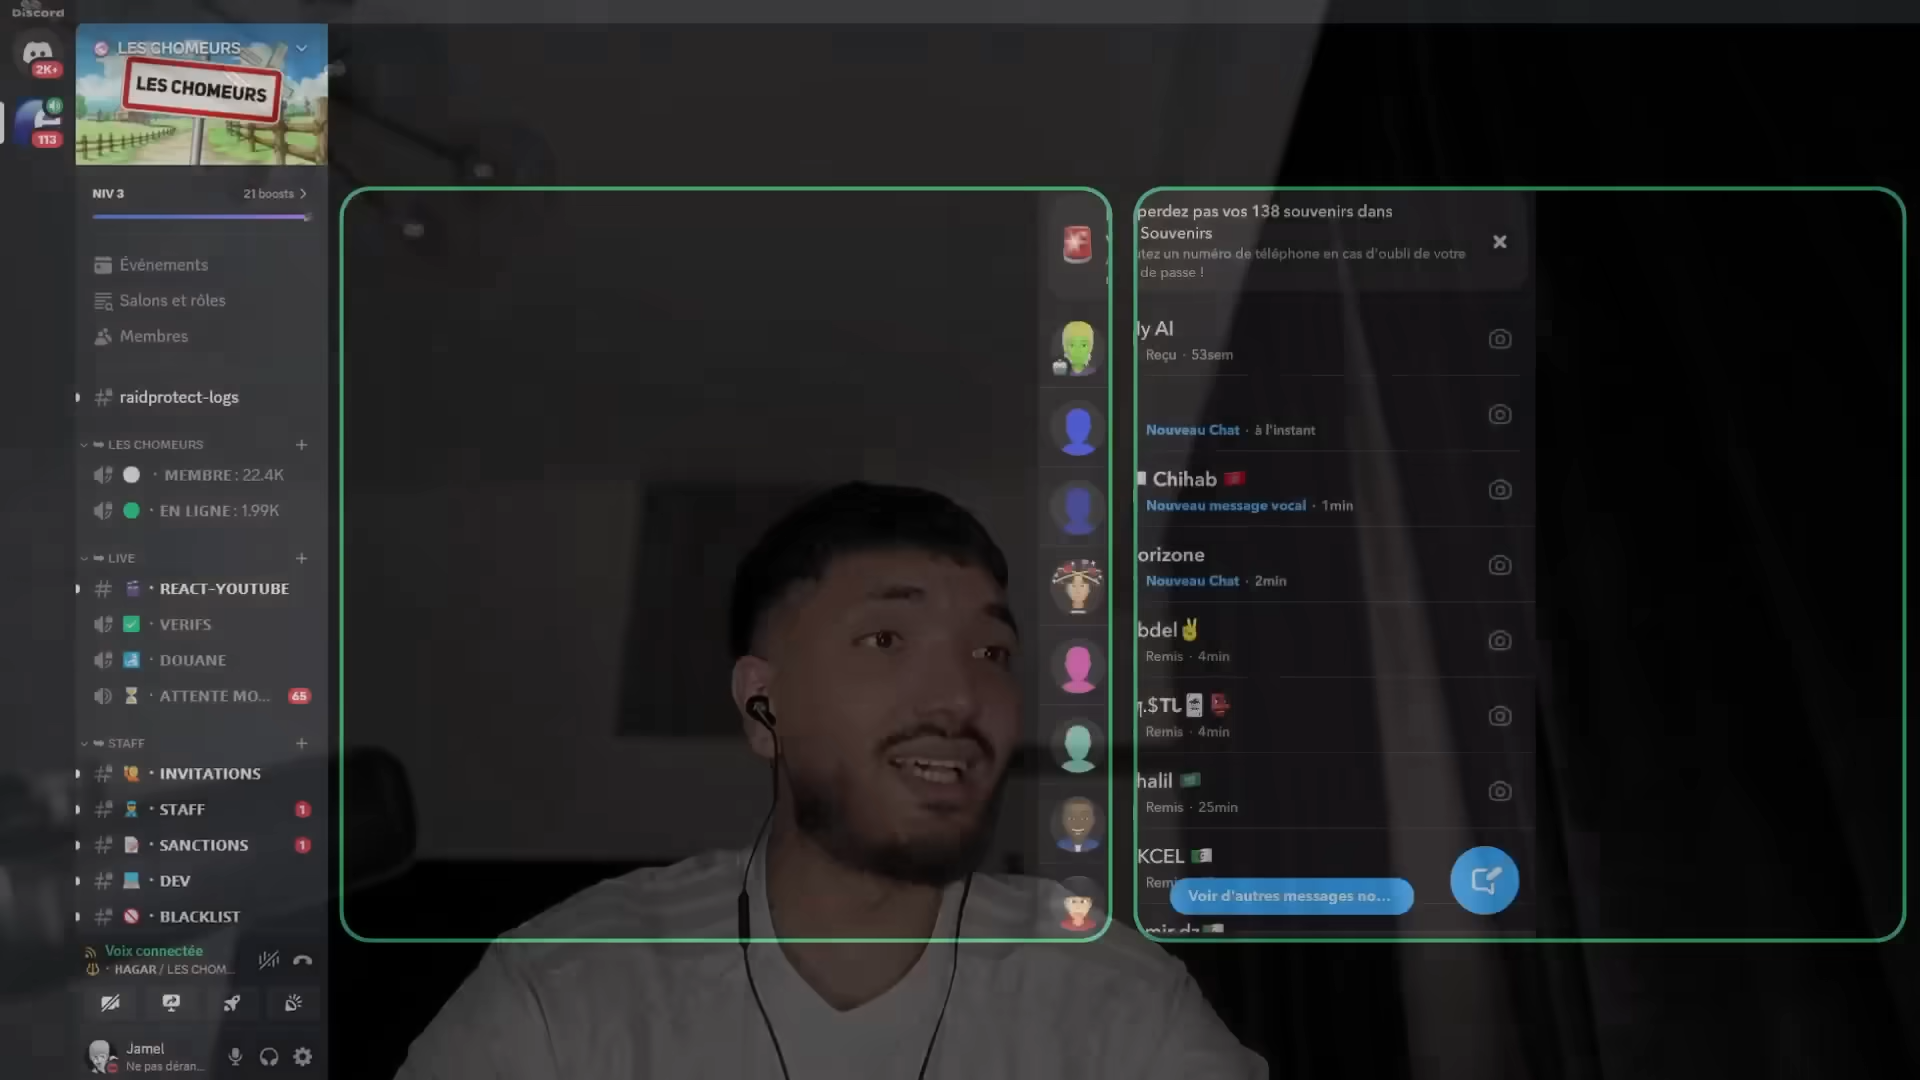 Discord
2K+
113
LES CHOMEURS
LES CHOMEURS
NIV 3
21 boosts
Événements
Salons et rôles
Membres
raidprotect-logs
LES CHOMEURS
MEMBRE : 22.4K
EN LIGNE : 1.99K
LIVE
REACT-YOUTUBE
VERIFS
DOUANE
ATTENTE MO...
65
STAFF
INVITATIONS
STAFF
1
SANCTIONS
1
DEV
BLACKLIST
Voix connectée
HAGAR / LES CHOM...
Jamel
Ne pas déran...
perdez pas vos 138 souvenirs dans
Souvenirs
utez un numéro de téléphone en cas d'oubli de votre
de passe !
ly AI
Reçu · 53sem
Nouveau Chat · à l'instant
Chihab
Nouveau message vocal · 1min
orizone
Nouveau Chat · 2min
bdel
Remis · 4min
.$TL
Remis · 4min
halil
Remis · 25min
KCEL
Remi
Voir d'autres messages no...
mir.dz